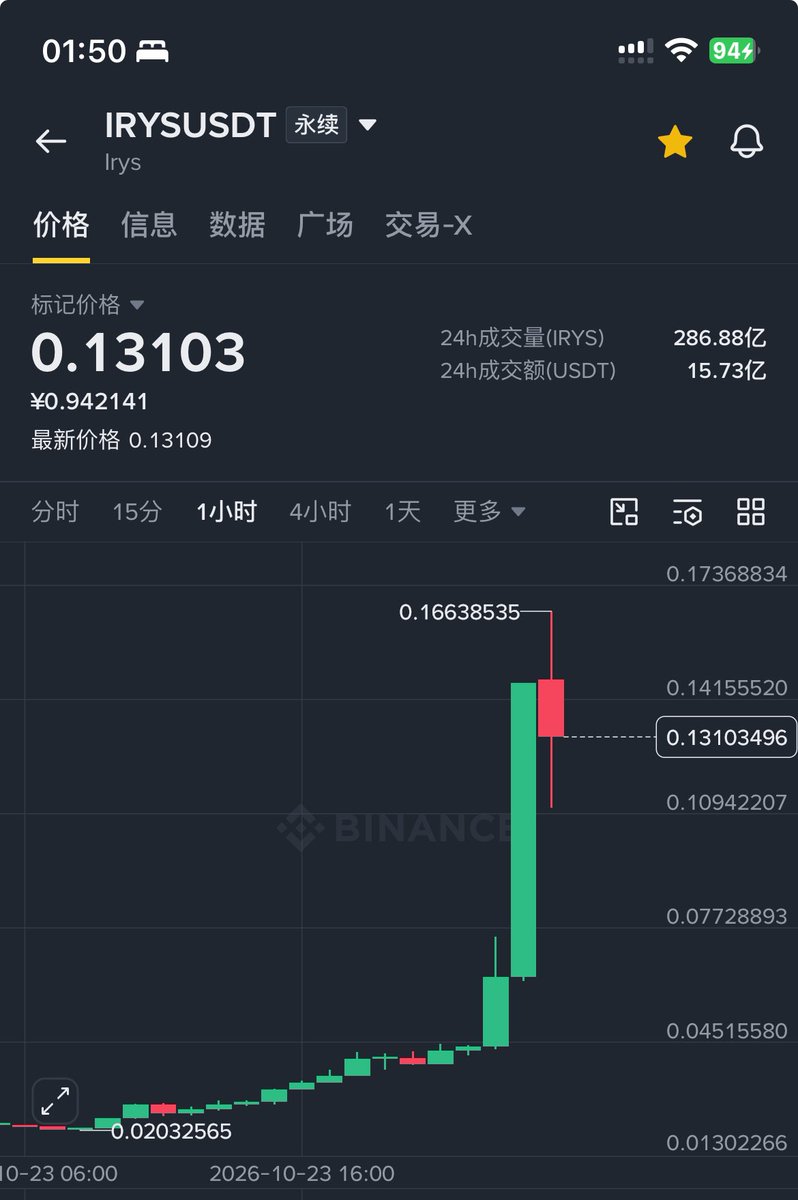 01:50
94
IRYSUSDT 永续
Irys
价格 信息 数据 广场 交易-X
标记价格
0.13103
¥0.942141
最新价格 0.13109
24h成交量(IRYS) 286.88亿
24h成交额(USDT) 15.73亿
分时 15分 1小时 4小时 1天 更多
0.17368834
0.16638535
0.14155520
0.13103496
0.10942207
BINANCE
0.07728893
0.04515580
0.02032565
0.01302266
10-23 06:00 2026-10-23 16:00